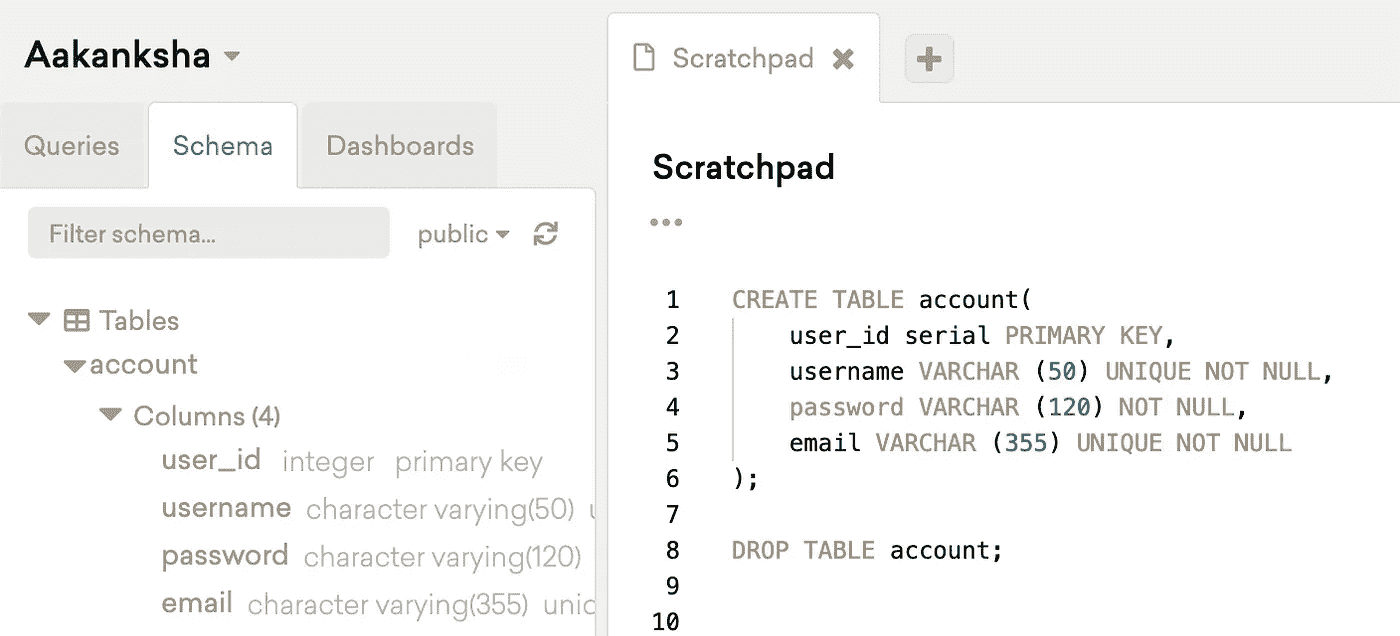 Aakanksha
Queries
Schema
Dashboards
Filter schema...
public
Tables
account
Columns (4)
user_id integer primary key
username character varying(50)
password character varying(120)
email character varying(355)
Scratchpad
Scratchpad
1 CREATE TABLE account(
2 user_id serial PRIMARY KEY,
3 username VARCHAR (50) UNIQUE NOT NULL,
4 password VARCHAR (120) NOT NULL,
5 email VARCHAR (355) UNIQUE NOT NULL
6 );
7
8 DROP TABLE account;
9
10